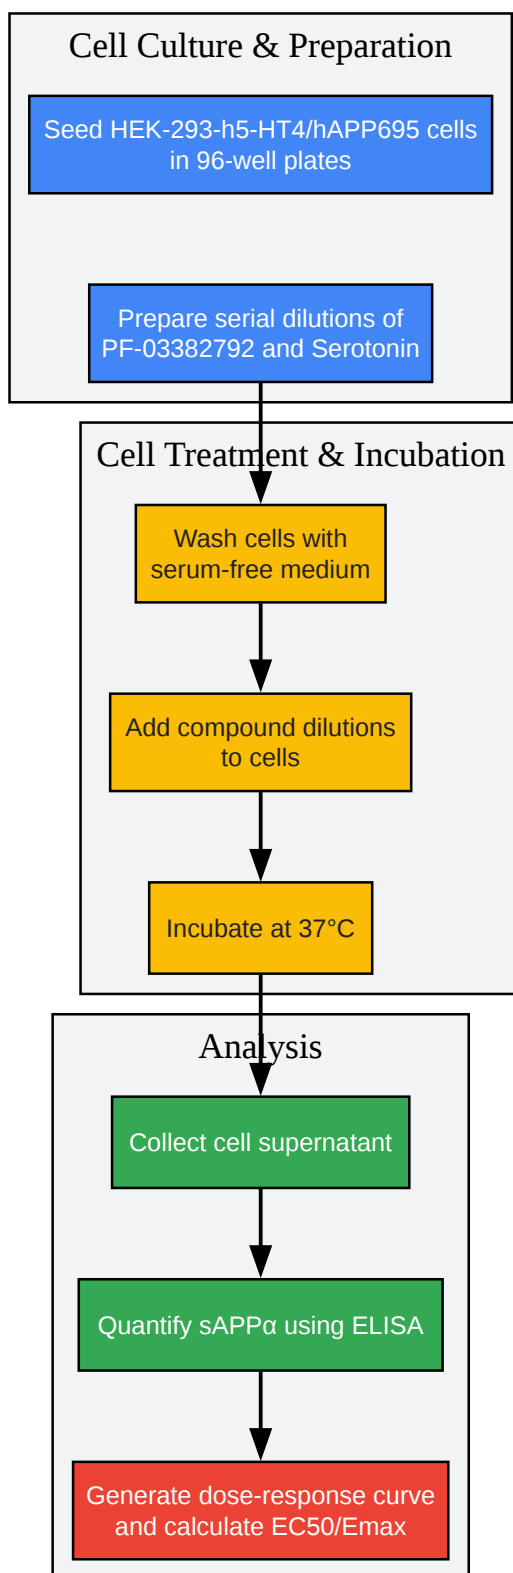 Cell Culture & Preparation
Seed HEK-293-h5-HT4/hAPP695 cells
in 96-well plates
Prepare serial dilutions of
PF-03382792 and Serotonin
Cell Treatment & Incubation
Wash cells with
serum-free medium
Add compound dilutions
to cells
Incubate at 37°C
Analysis
Collect cell supernatant
Quantify sAPPα using ELISA
Generate dose-response curve
and calculate EC50/Emax